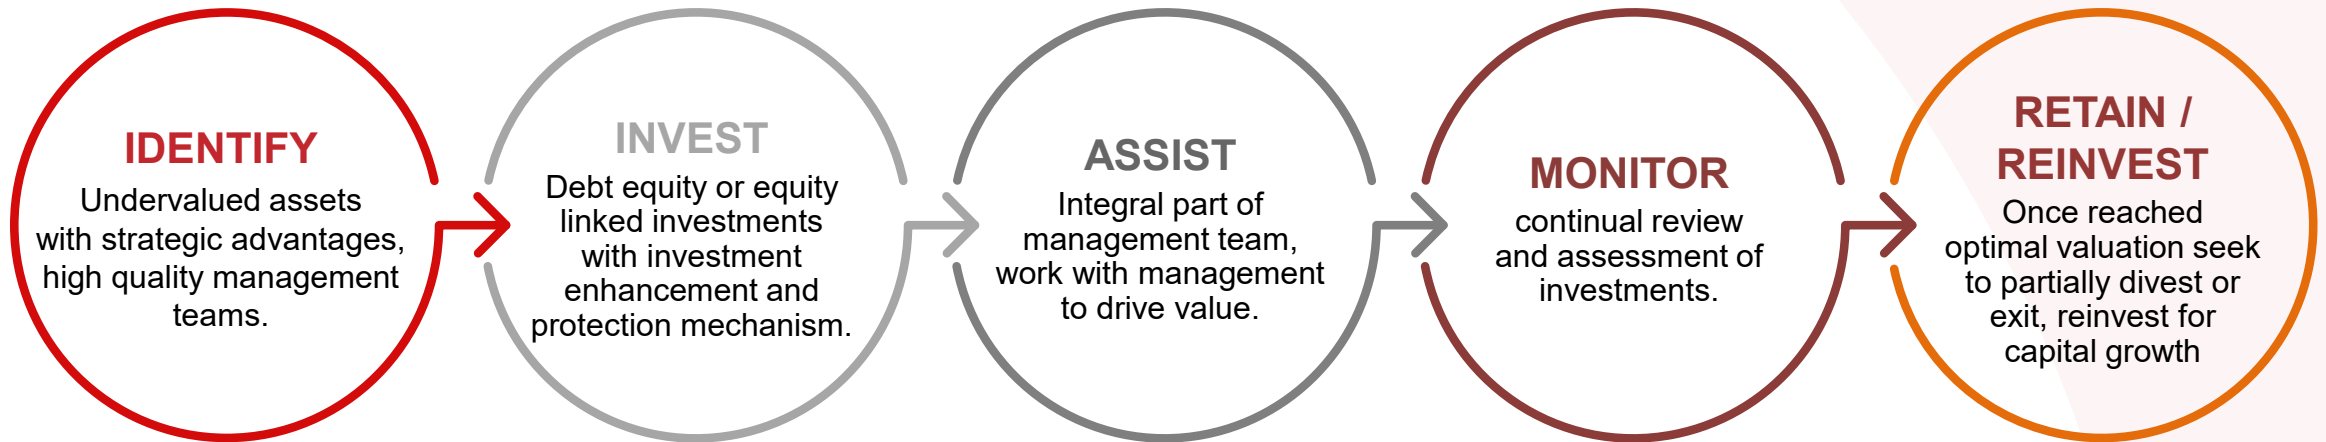 IDENTIFY
Undervalued assets
with strategic advantages,
high quality management
teams.
INVEST
Debt equity or equity
linked investments
with investment
enhancement and
protection mechanism.
ASSIST
Integral part of
management team,
work with management
to drive value.
MONITOR
continual review
and assessment of
investments.
RETAIN /
REINVEST
Once reached
optimal valuation seek
to partially divest or
exit, reinvest for
capital growth